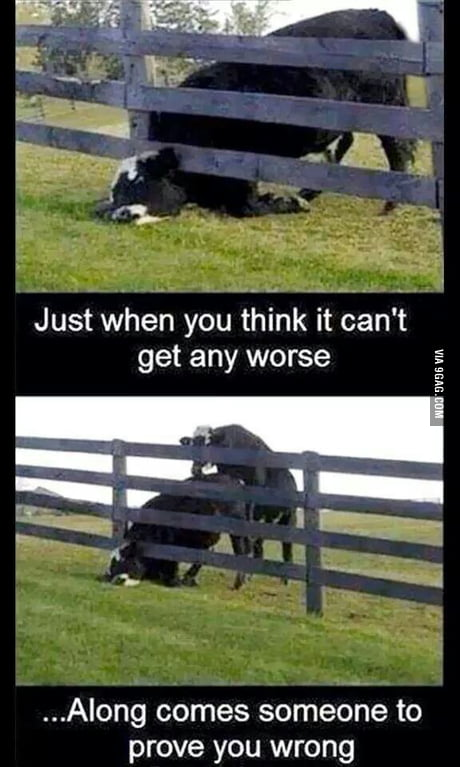 Just when you think it can't
get any worse
VIA 9GAG.COM
...Along comes someone to
prove you wrong